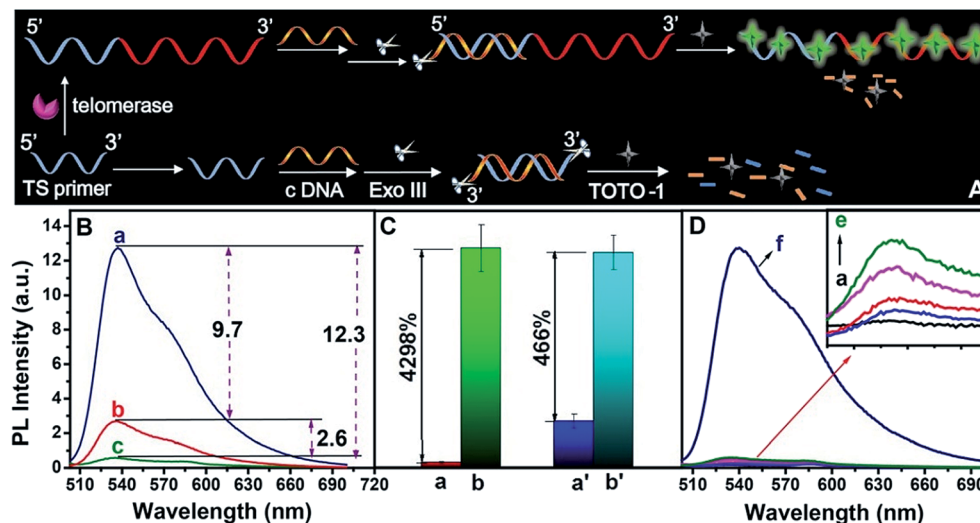 5’ 3’ 5’ 3’
telomerase
5’ 3’ 3’
TS primer c DNA Exo III 3’ TOTO -1 A
B C D
PL Intensity (a.u.)
14
12
10
8
6
4
2
0
a
b
c
9.7
12.3
2.6
510 540 570 600 630 660 690 720
Wavelength (nm)
4298%
466%
a b a' b'
f
e
a
510 540 570 600 630 660 690
Wavelength (nm)